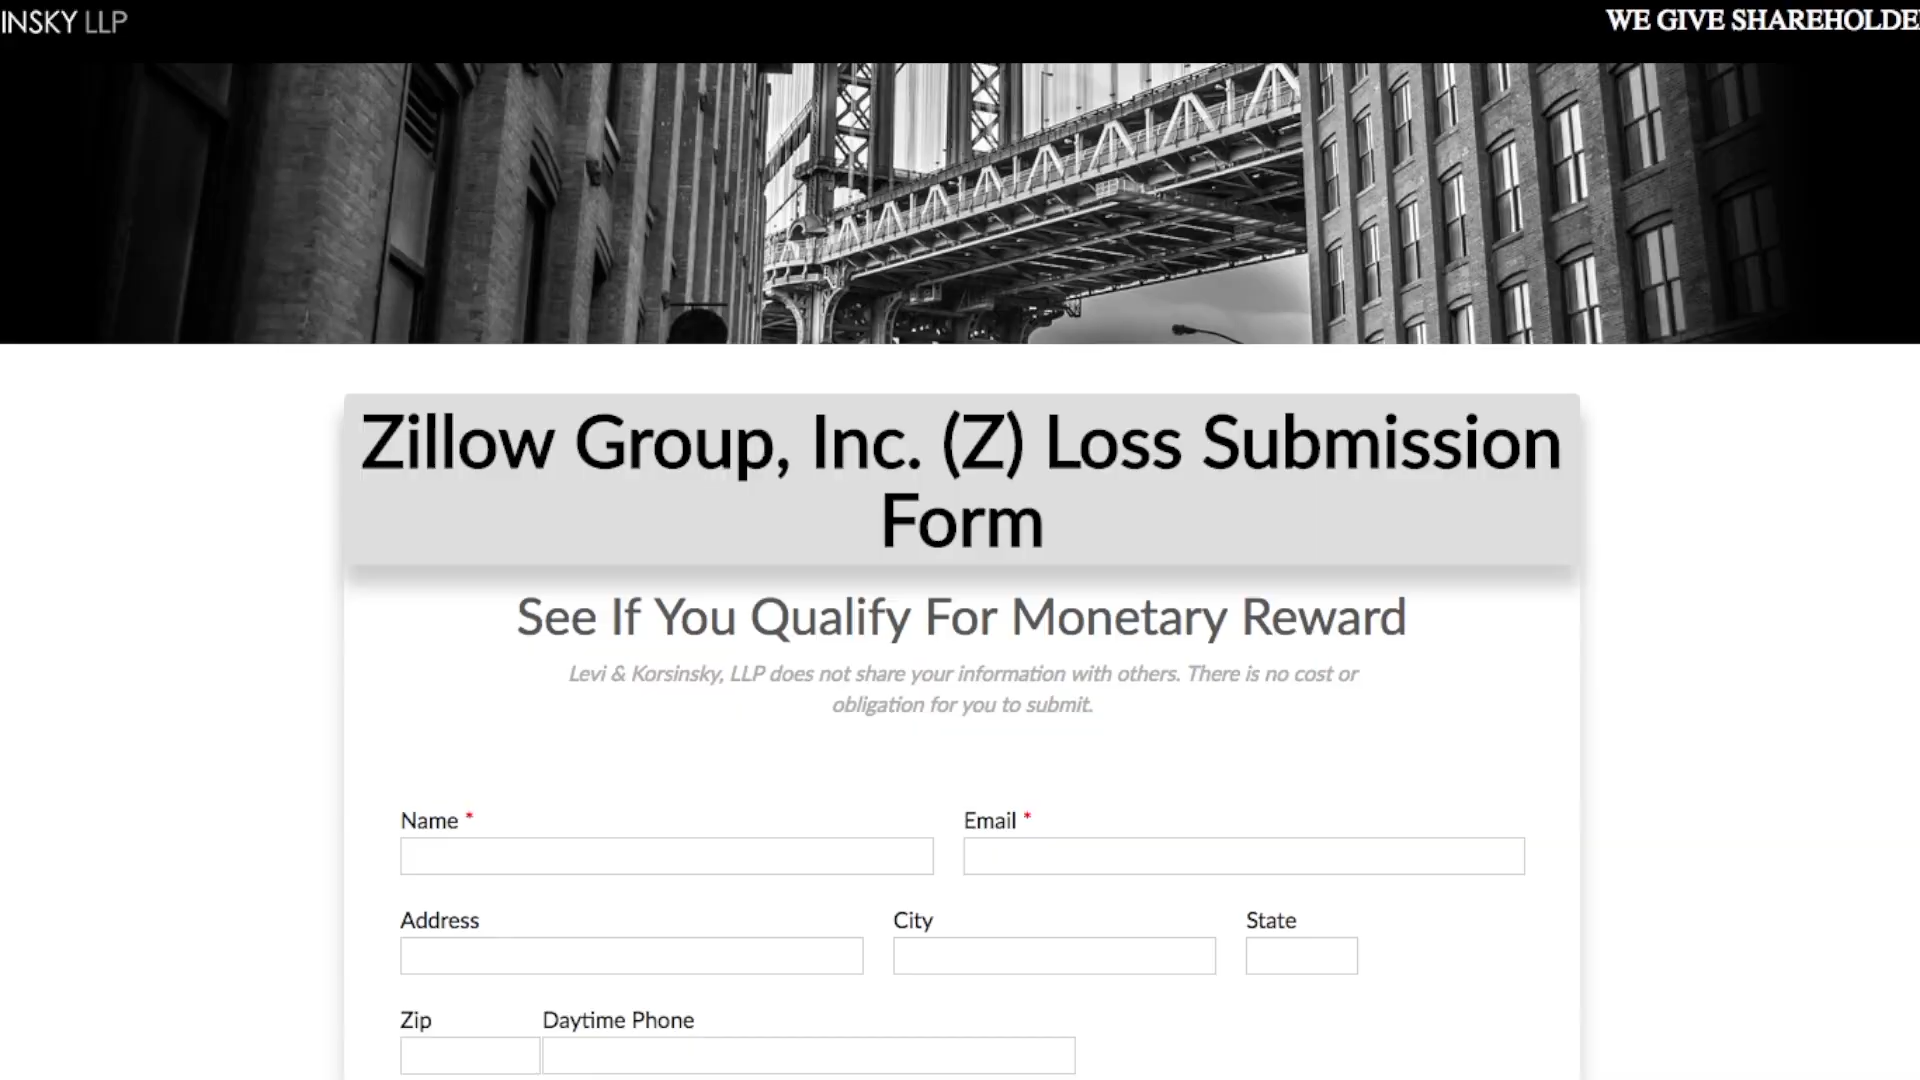 INSKY LLP
WE GIVE SHAREHOLDE
Zillow Group, Inc. (Z) Loss Submission
Form
See If You Qualify For Monetary Reward
Levi & Korsinsky, LLP does not share your information with others. There is no cost or
obligation for you to submit.
Name *
Email *
Address
City
State
Zip
Daytime Phone